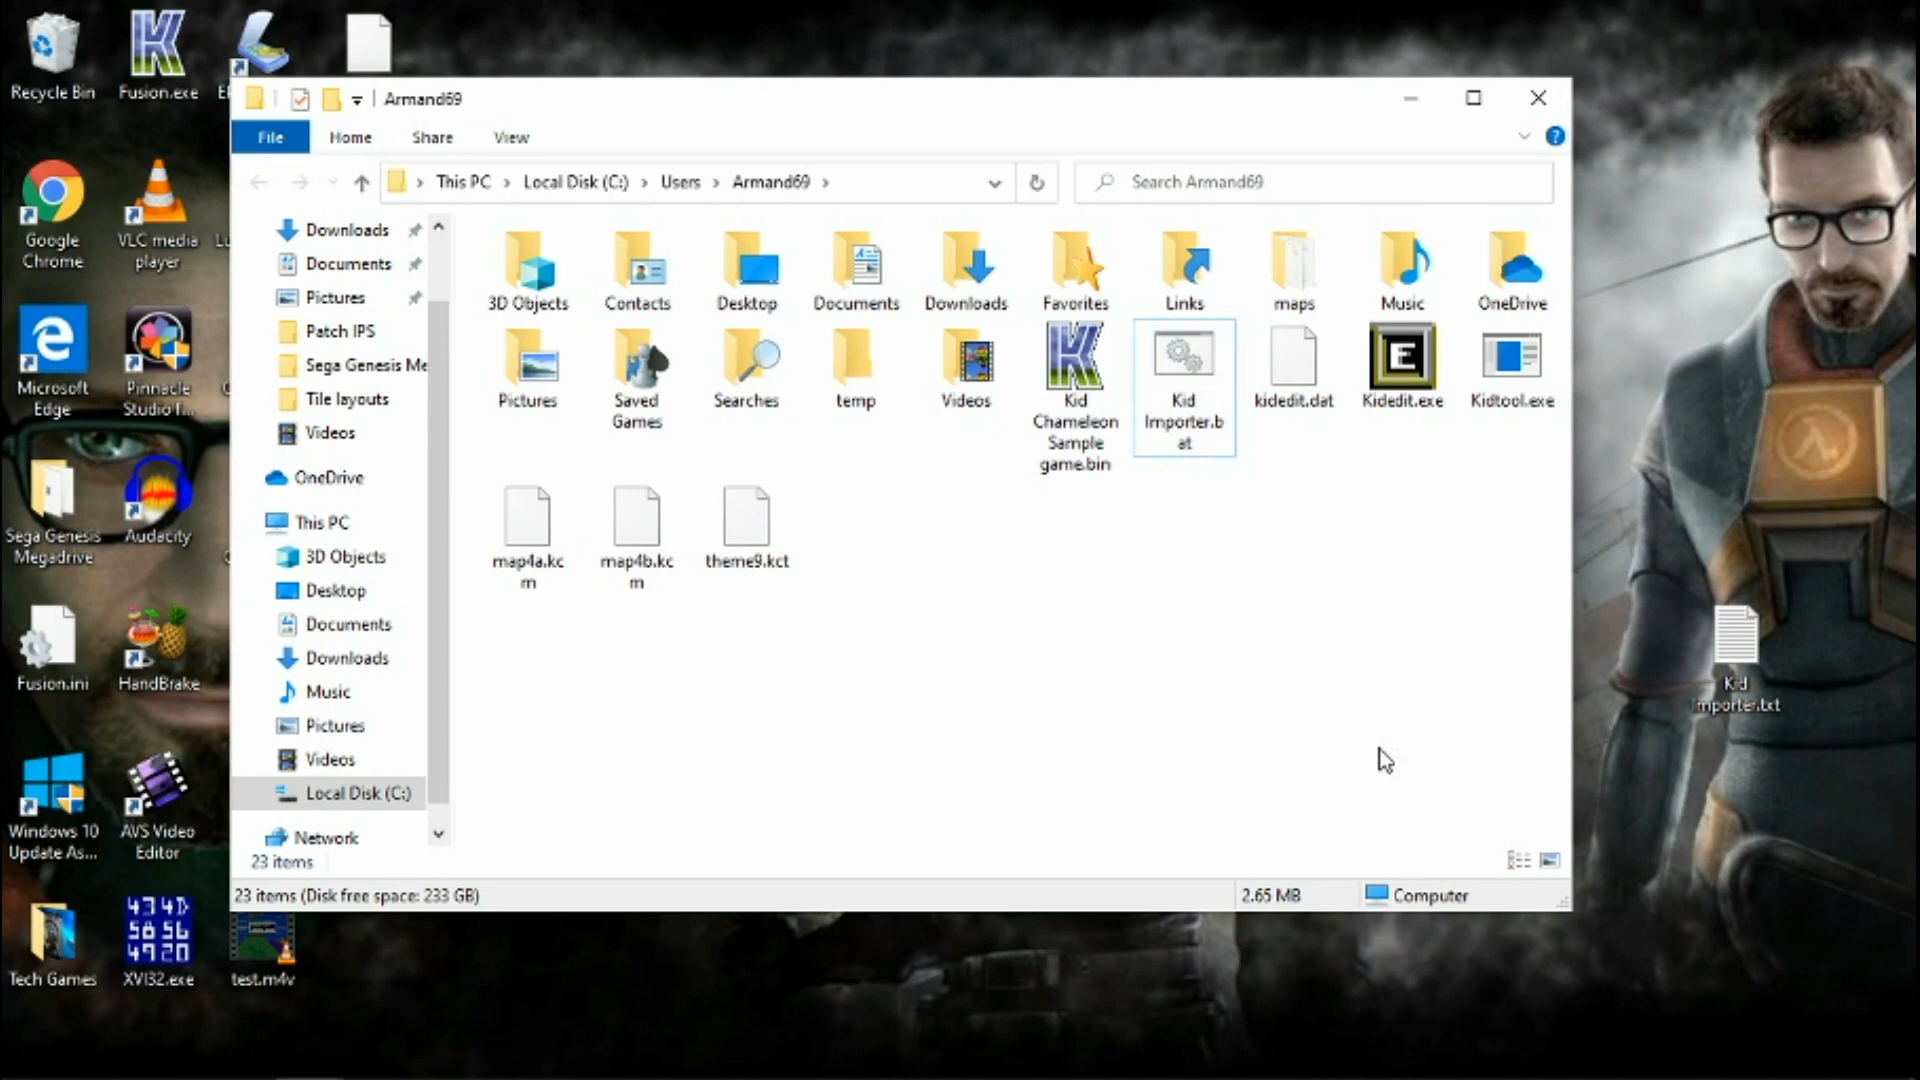 Recycle Bin
Fusion.exe
Google
Chrome
VLC media
player
Microsoft
Edge
Pinnacle
Studio f...
Sega Genesis
Megadrive
Audacity
Fusion.ini
HandBrake
Windows 10
Update As...
AVS Video
Editor
434D
5856
4920
Tech Games
XVI32.exe
test.m4v
Armand69
File Home Share View
This PC > Local Disk (C:) > Users > Armand69 >
Search Armand69
Downloads
Documents
Pictures
Patch IPS
Sega Genesis Me
Tile layouts
Videos
OneDrive
This PC
3D Objects
Desktop
Documents
Downloads
Music
Pictures
Videos
Local Disk (C:)
Network
3D Objects
Contacts
Desktop
Documents
Downloads
Favorites
Links
maps
Music
OneDrive
Pictures
Saved
Games
Searches
temp
Videos
Kid
Chameleon
Sample
game.bin
Kid
Importer.b
at
kidedit.dat
E
Kidedit.exe
Kidtool.exe
map4a.kc
m
map4b.kc
m
theme9.kct
23 items
23 items (Disk free space: 233 GB)
2.65 MB
Computer
Kid
Importer.txt